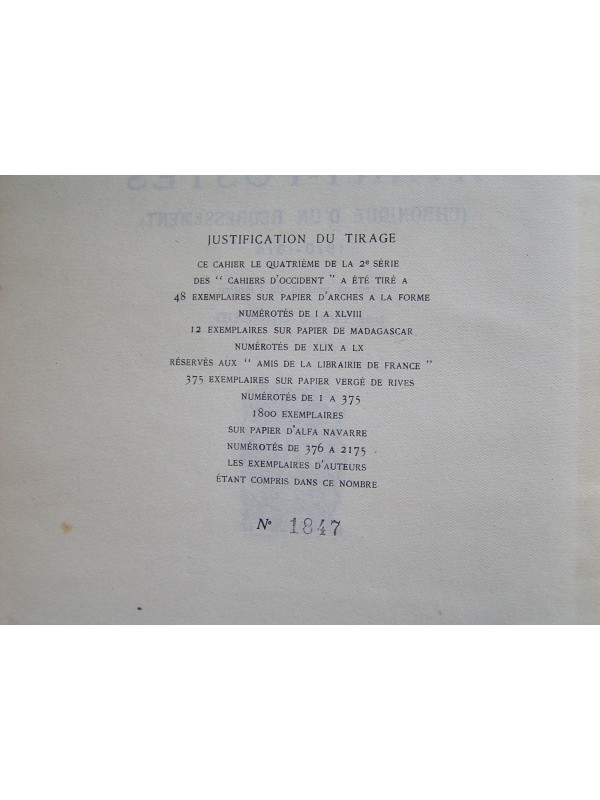 JUSTIFICATION DU TIRAGE
CE CAHIER LE QUATRIÈME DE LA 2e SÉRIE
DES " CAHIERS D'OCCIDENT " A ÉTÉ TIRÉ A
48 EXEMPLAIRES SUR PAPIER D'ARCHES A LA FORME
NUMÉROTÉS DE I A XLVIII
12 EXEMPLAIRES SUR PAPIER DE MADAGASCAR
NUMÉROTÉS DE XLIX A LX
RÉSERVÉS AUX " AMIS DE LA LIBRAIRIE DE FRANCE "
375 EXEMPLAIRES SUR PAPIER VERGÉ DE RIVES
NUMÉROTÉS DE 1 A 375
1800 EXEMPLAIRES
SUR PAPIER D'ALFA NAVARRE
NUMÉROTÉS DE 376 A 2175
LES EXEMPLAIRES D'AUTEURS
ÉTANT COMPRIS DANS CE NOMBRE
No 1847